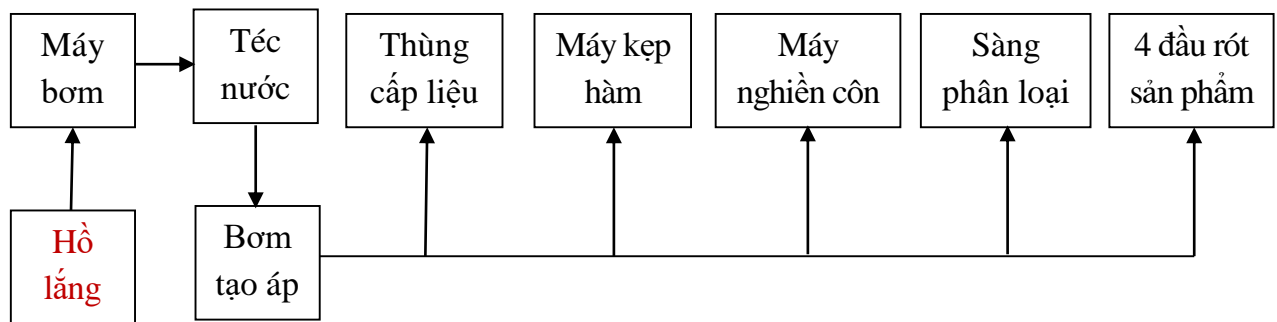 Máy
bơm
Téc
nước
Thùng
cấp liệu
Máy kẹp
hàm
Máy
nghiền côn
Sàng
phân loại
4 đầu rót
sản phẩm
Hồ
lắng
Bơm
tạo áp